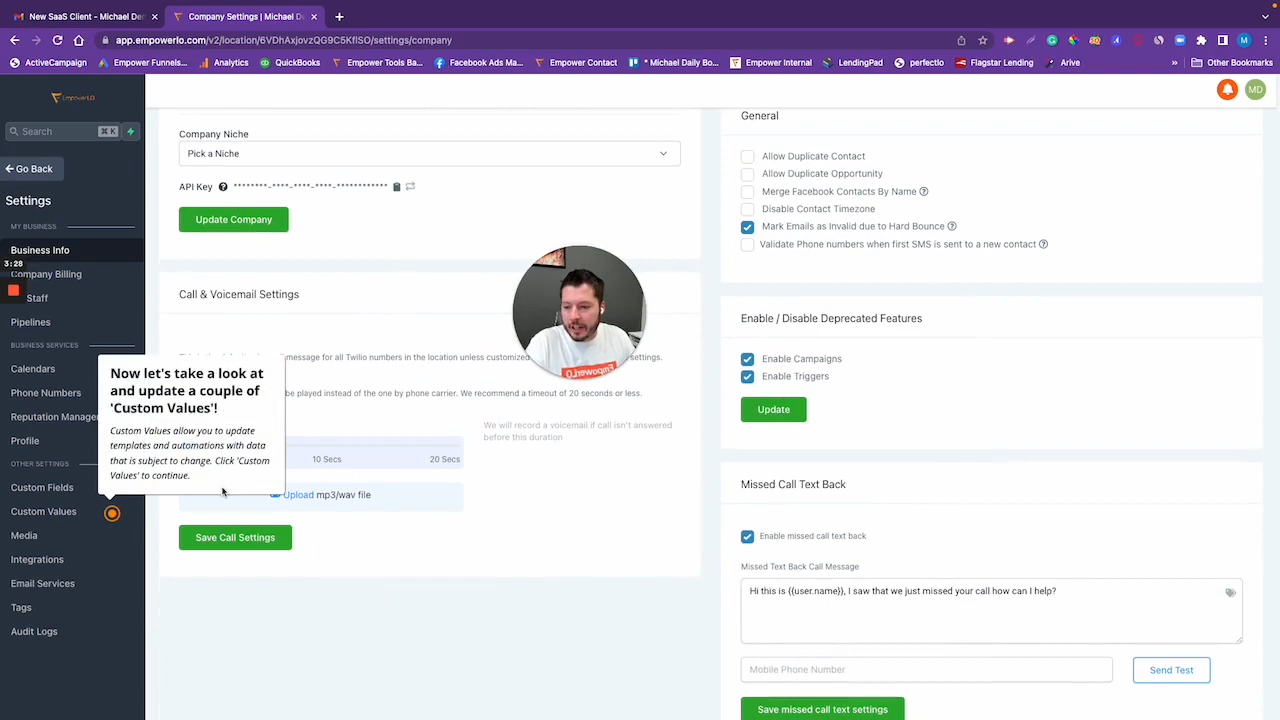 New SaaS Client - Michael De
Company Settings | Michael D
app.empowerlo.com/v2/location/6VDhAxjovzQG9C5KflSO/settings/company
ActiveCampaign
Empower Funnels...
Analytics
QuickBooks
Empower Tools Ba...
Facebook Ads Ma...
Empower Contact
* Michael Daily Bo...
Empower Internal
LendingPad
perfectio
Flagstar Lending
Arive
Other Bookmarks
M
EmpowerLO
Search
⌘ K
MD
Go Back
Settings
MY BUSINESS
Business Info
3:28
Company Billing
Staff
Pipelines
BUSINESS SERVICES
Calendars
Phone Numbers
Reputation Manager
Profile
OTHER SETTINGS
Custom Fields
Custom Values
Media
Integrations
Email Services
Tags
Audit Logs
Now let's take a look at
and update a couple of
'Custom Values'!
Custom Values allow you to update
templates and automations with data
that is subject to change. Click 'Custom
Values' to continue.
Company Niche
Pick a Niche
API Key
********-****-****-****-************
Update Company
Call & Voicemail Settings
message for all Twilio numbers in the location unless customized
settings.
be played instead of the one by phone carrier. We recommend a timeout of 20 seconds or less.
We will record a voicemail if call isn't answered
before this duration
10 Secs
20 Secs
Upload mp3/wav file
Save Call Settings
EmpowerLO
General
Allow Duplicate Contact
Allow Duplicate Opportunity
Merge Facebook Contacts By Name
Disable Contact Timezone
Mark Emails as Invalid due to Hard Bounce
Validate Phone numbers when first SMS is sent to a new contact
Enable / Disable Deprecated Features
Enable Campaigns
Enable Triggers
Update
Missed Call Text Back
Enable missed call text back
Missed Text Back Call Message
Hi this is {{user.name}}, I saw that we just missed your call how can I help?
Mobile Phone Number
Send Test
Save missed call text settings